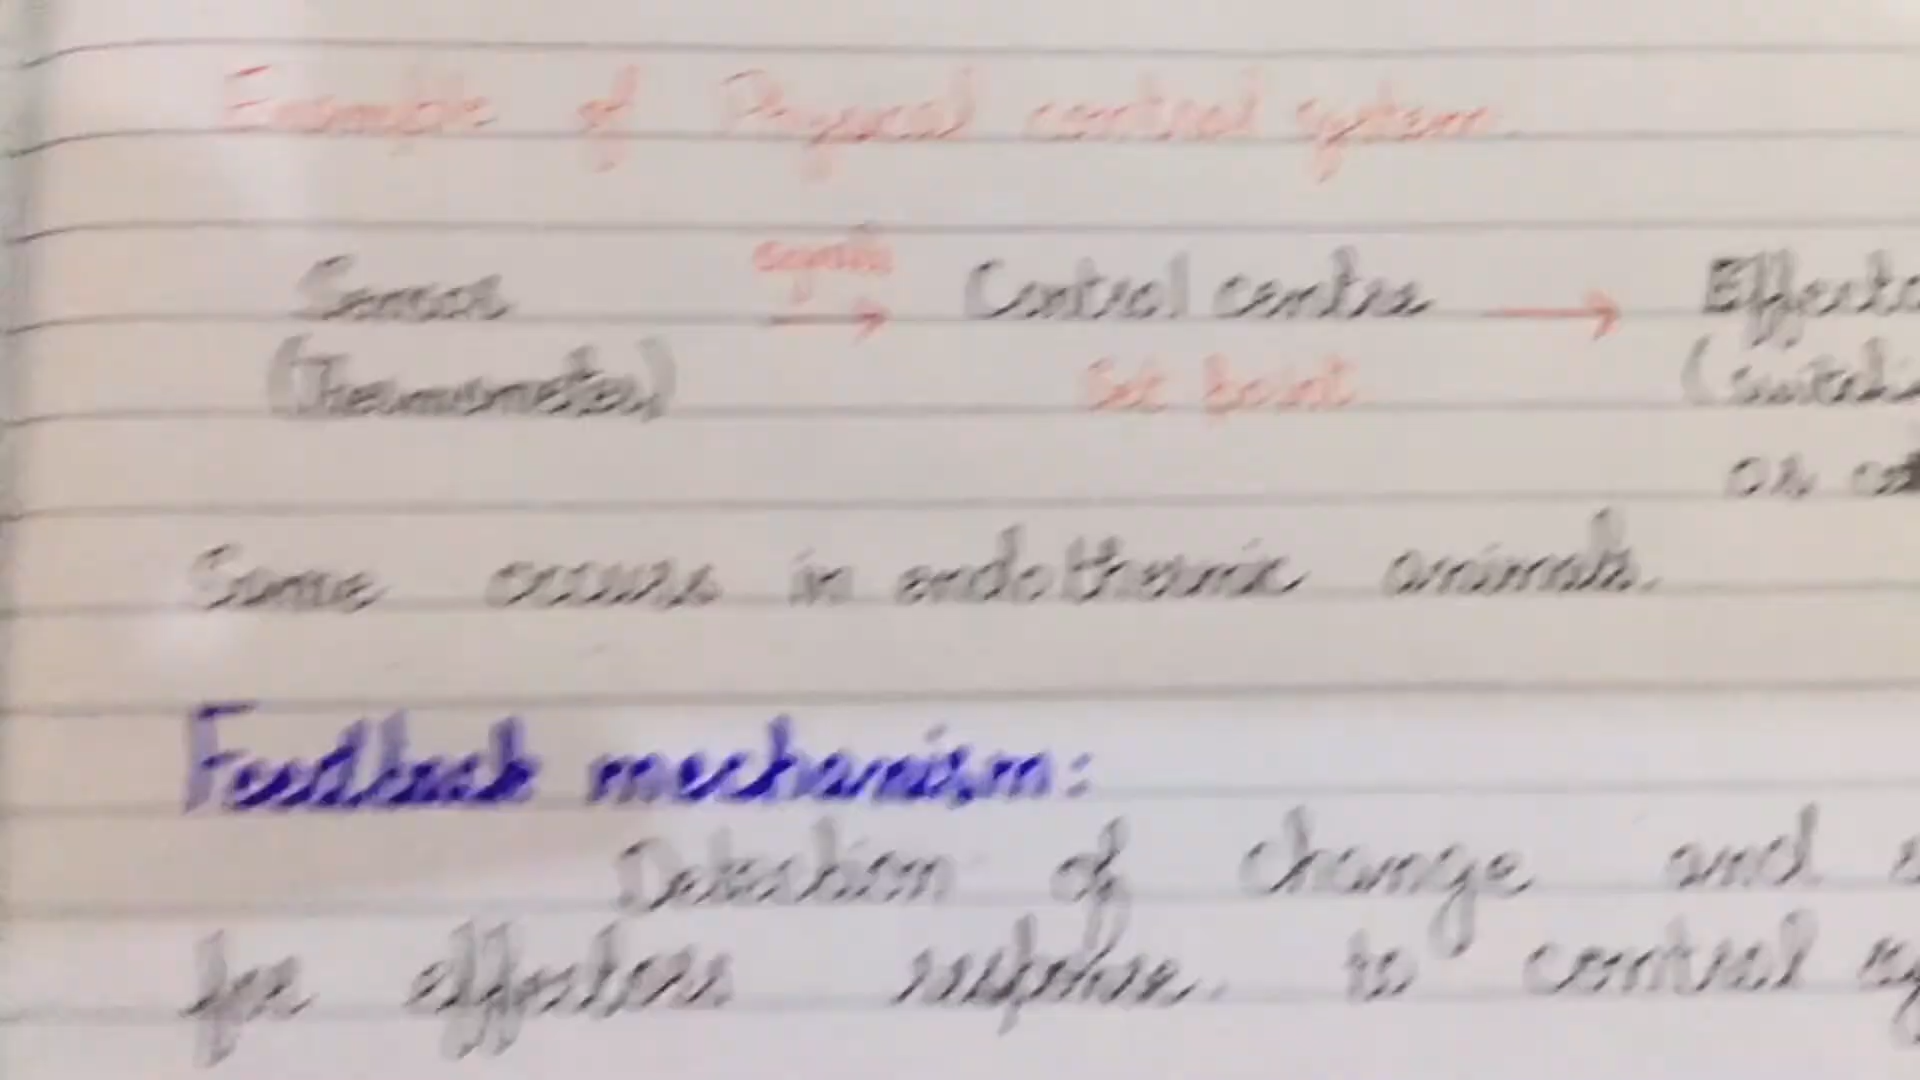 Example of Physical control system.
Sensor signals → Control centre → Effecto
(Thermometer) Set Point (switchi
on
Same occurs in endothermic animals.
Feedback mechanism:
Detection of change and
for effectors response. to control sy